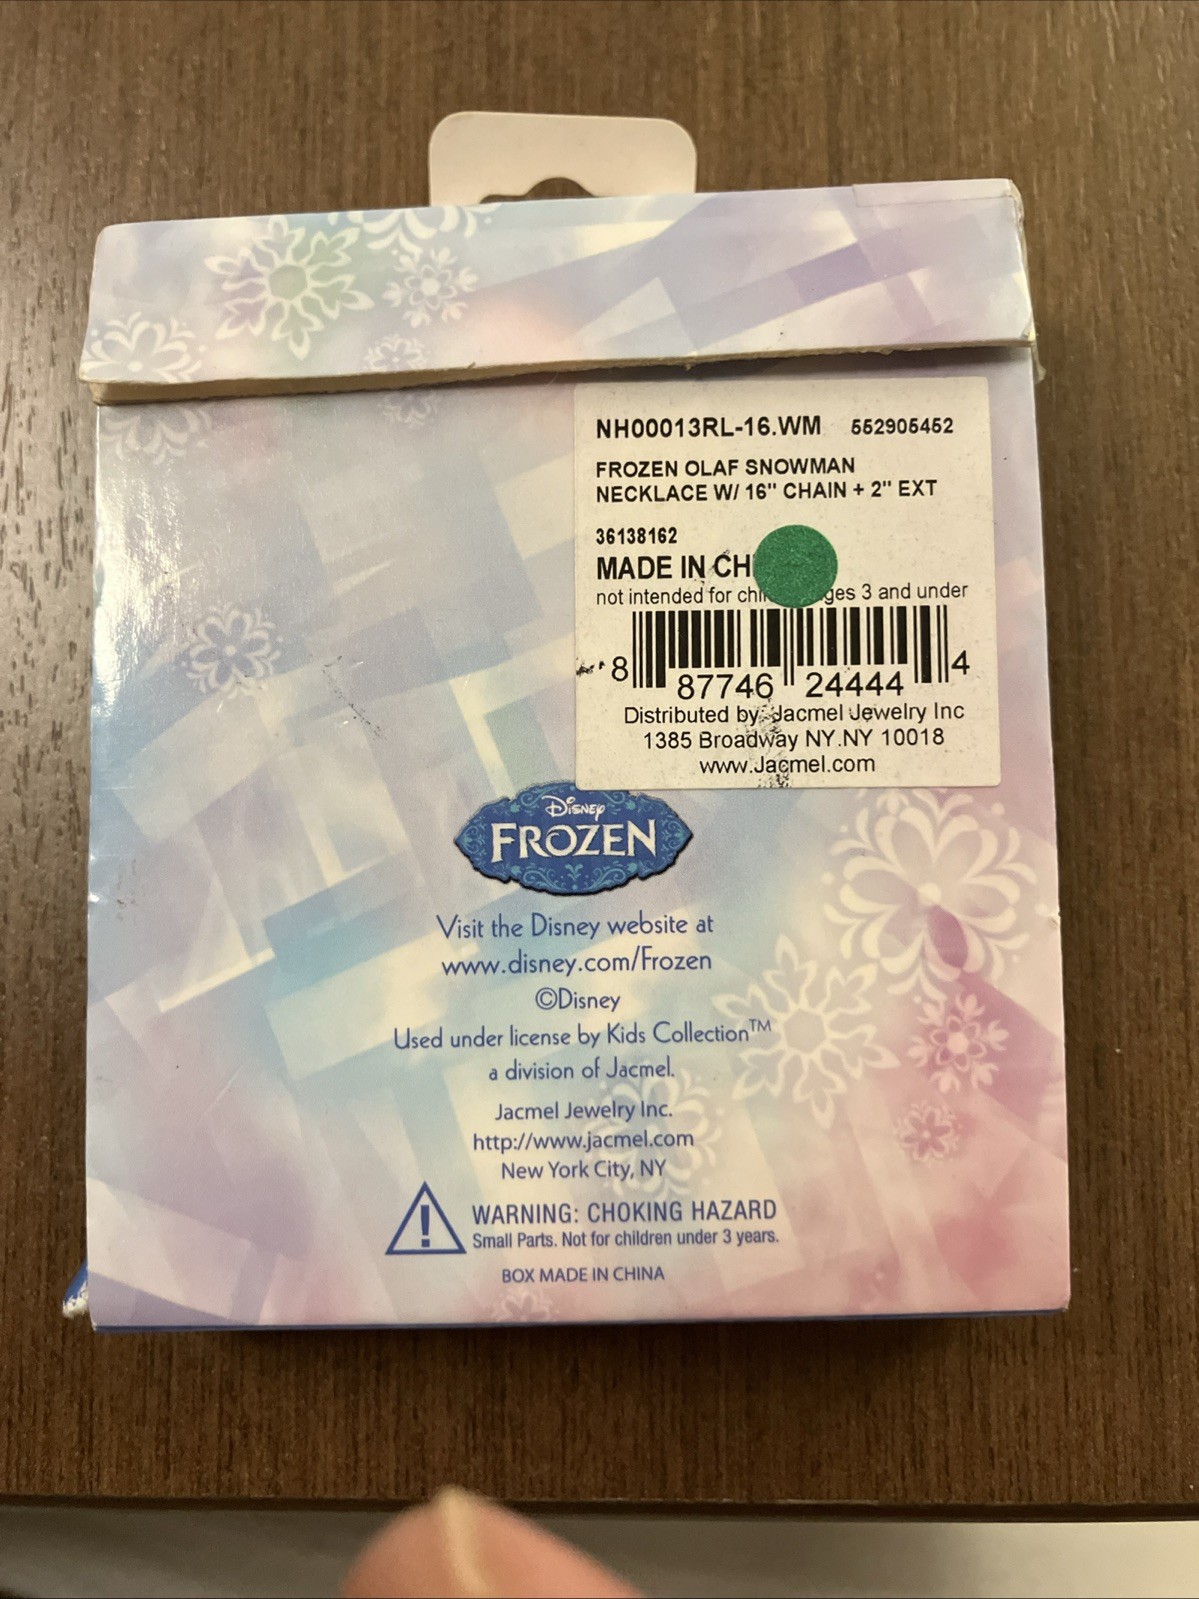 NH00013RL-16.WM 552905452
FROZEN OLAF SNOWMAN
NECKLACE W/ 16" CHAIN + 2" EXT
36138162
MADE IN CH
not intended for ges 3 and under
8 87746 24444 4
Distributed by: Jacmel Jewelry Inc
1385 Broadway NY.NY 10018
www.Jacmel.com
Disney
FROZEN
Visit the Disney website at
www.disney.com/Frozen
©Disney
Used under license by Kids Collection™
a division of Jacmel.
Jacmel Jewelry Inc.
http://www.jacmel.com
New York City, NY
WARNING: CHOKING HAZARD
Small Parts. Not for children under 3 years.
BOX MADE IN CHINA